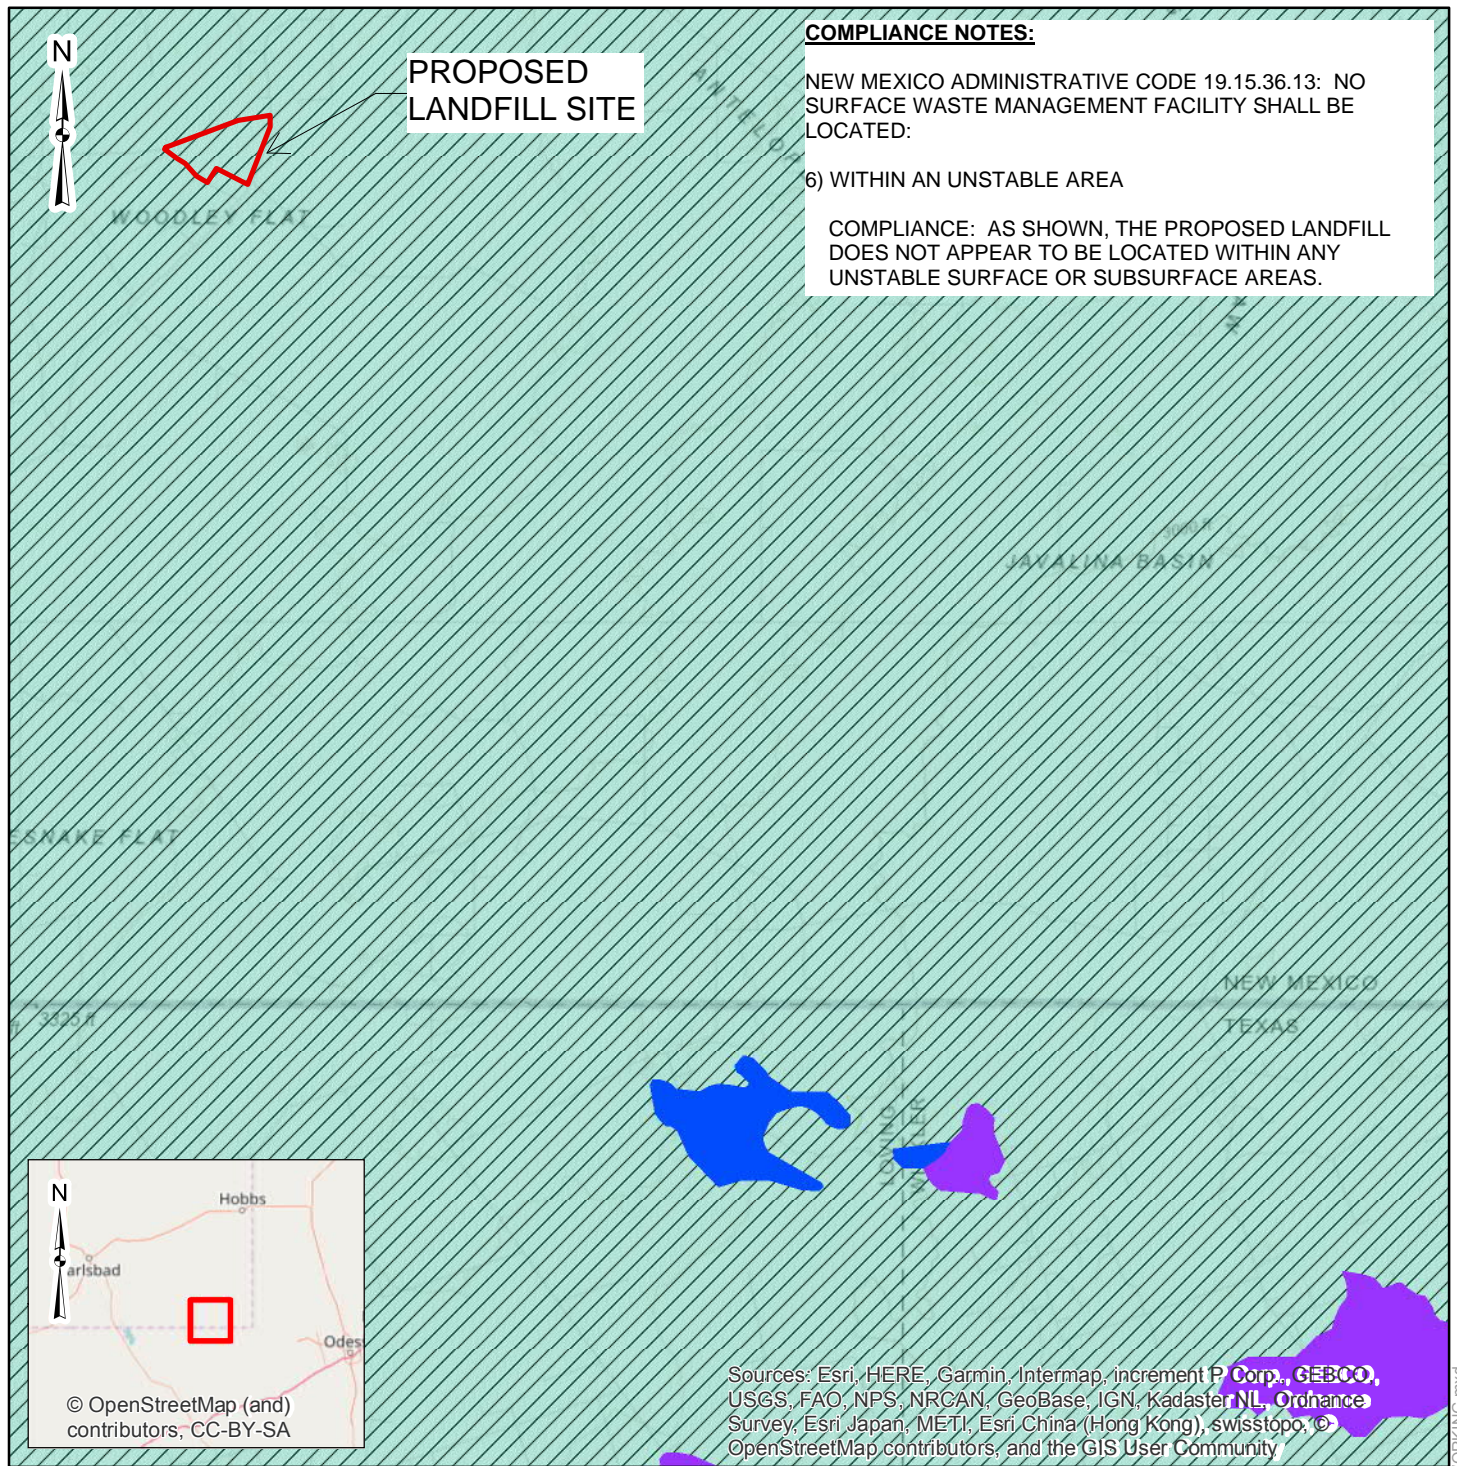 N
PROPOSED
LANDFILL SITE
COMPLIANCE NOTES:
NEW MEXICO ADMINISTRATIVE CODE 19.15.36.13: NO
SURFACE WASTE MANAGEMENT FACILITY SHALL BE
LOCATED:
6) WITHIN AN UNSTABLE AREA
COMPLIANCE: AS SHOWN, THE PROPOSED LANDFILL
DOES NOT APPEAR TO BE LOCATED WITHIN ANY
UNSTABLE SURFACE OR SUBSURFACE AREAS.
WOODLEY FLAT
3000 ft
JAVALINA BASIN
ESNAKE FLAT
NEW MEXICO
TEXAS
3325 ft
LOVING
WINKLER
N
Hobbs
arlsbad
Odes
© OpenStreetMap (and)
contributors, CC-BY-SA
Sources: Esri, HERE, Garmin, Intermap, increment P Corp., GEBCO,
USGS, FAO, NPS, NRCAN, GeoBase, IGN, Kadaster NL, Ordnance
Survey, Esri Japan, METI, Esri China (Hong Kong), swisstopo, ©
OpenStreetMap contributors, and the GIS User Community